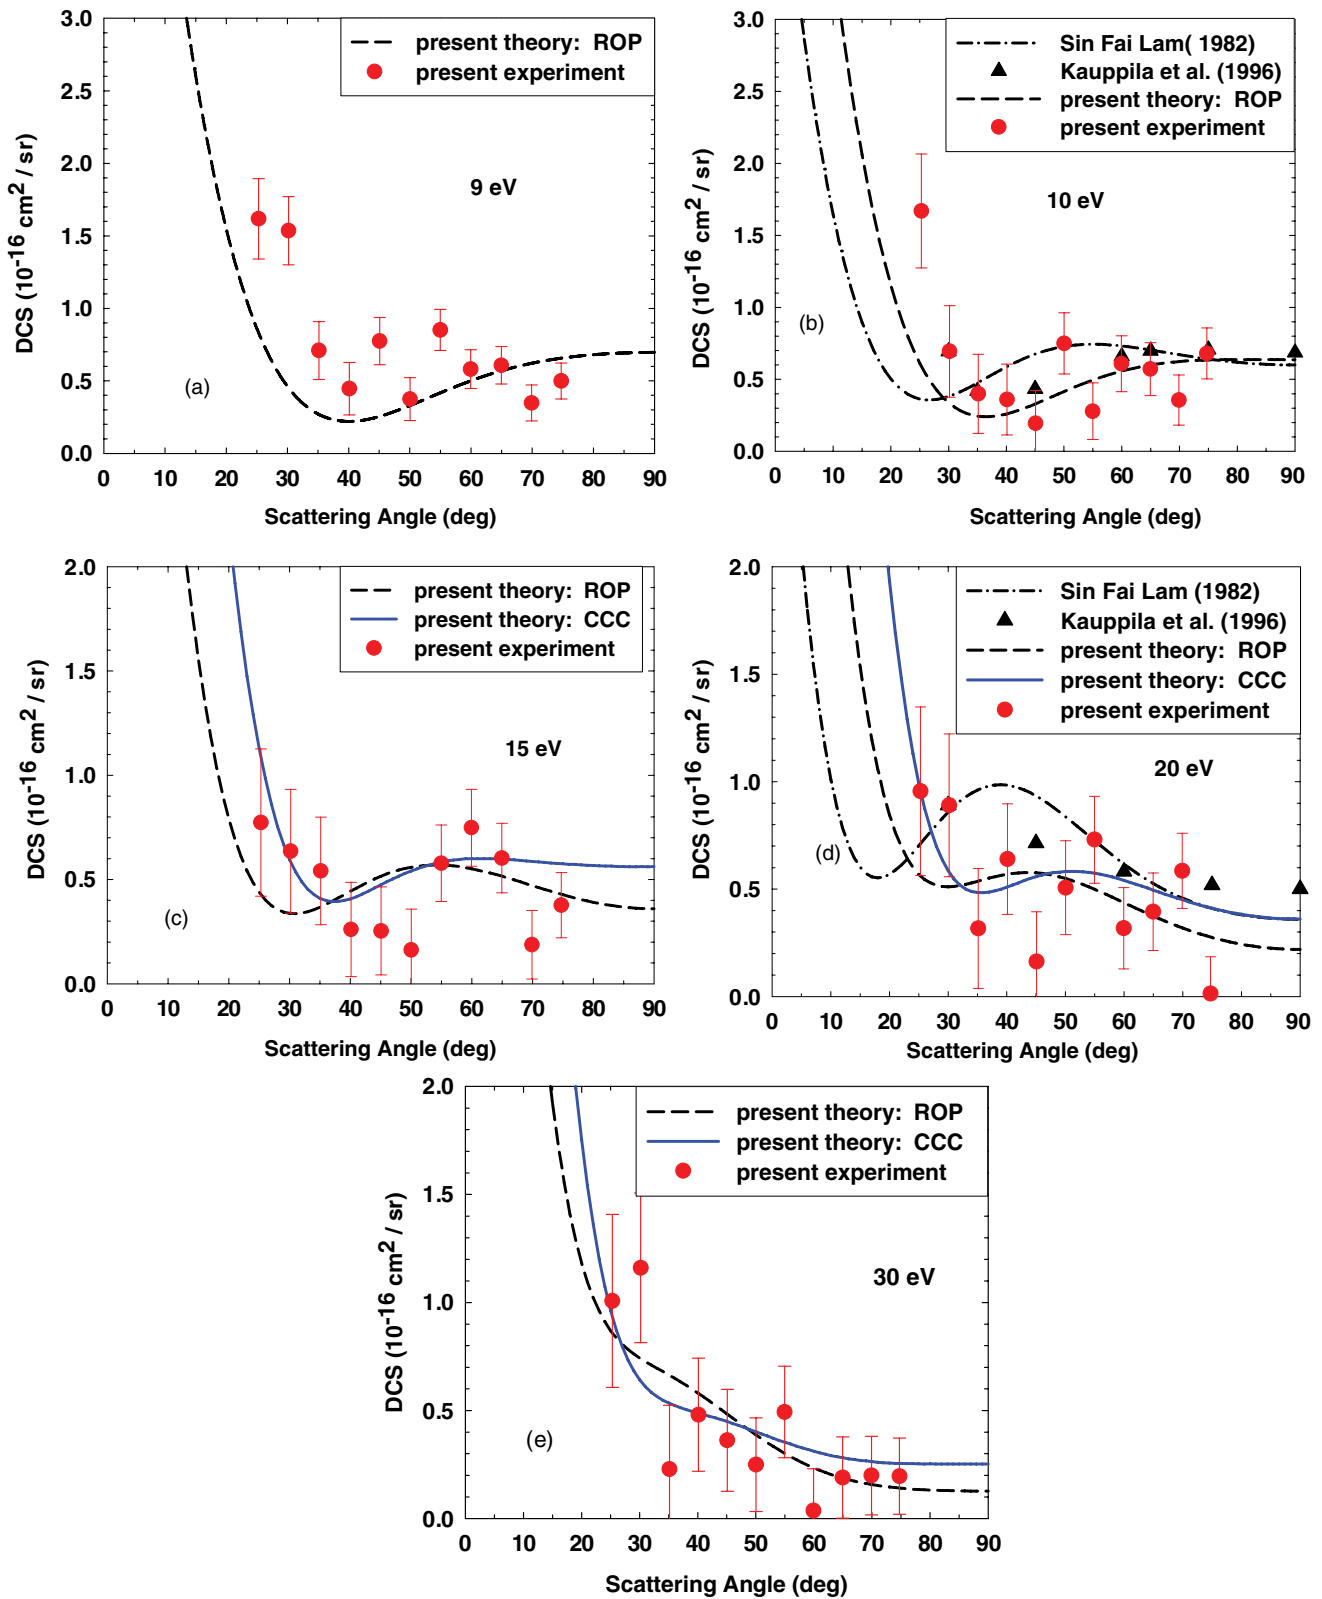 3.0
2.5
2.0
1.5
1.0
0.5
0.0
DCS (10-16 cm2 / sr)
present theory: ROP
present experiment
9 eV
(a)
0 10 20 30 40 50 60 70 80 90
Scattering Angle (deg)
3.0
2.5
2.0
1.5
1.0
0.5
0.0
DCS (10-16 cm2 / sr)
Sin Fai Lam( 1982)
Kauppila et al. (1996)
present theory: ROP
present experiment
10 eV
(b)
0 10 20 30 40 50 60 70 80 90
Scattering Angle (deg)
2.0
1.5
1.0
0.5
0.0
DCS (10-16 cm2 / sr)
present theory: ROP
present theory: CCC
present experiment
15 eV
(c)
0 10 20 30 40 50 60 70 80 90
Scattering Angle (deg)
2.0
1.5
1.0
0.5
0.0
DCS (10-16 cm2 / sr)
Sin Fai Lam (1982)
Kauppila et al. (1996)
present theory: ROP
present theory: CCC
present experiment
20 eV
(d)
0 10 20 30 40 50 60 70 80 90
Scattering Angle (deg)
2.0
1.5
1.0
0.5
0.0
DCS (10-16 cm2 / sr)
present theory: ROP
present theory: CCC
present experiment
30 eV
(e)
0 10 20 30 40 50 60 70 80 90
Scattering Angle (deg)